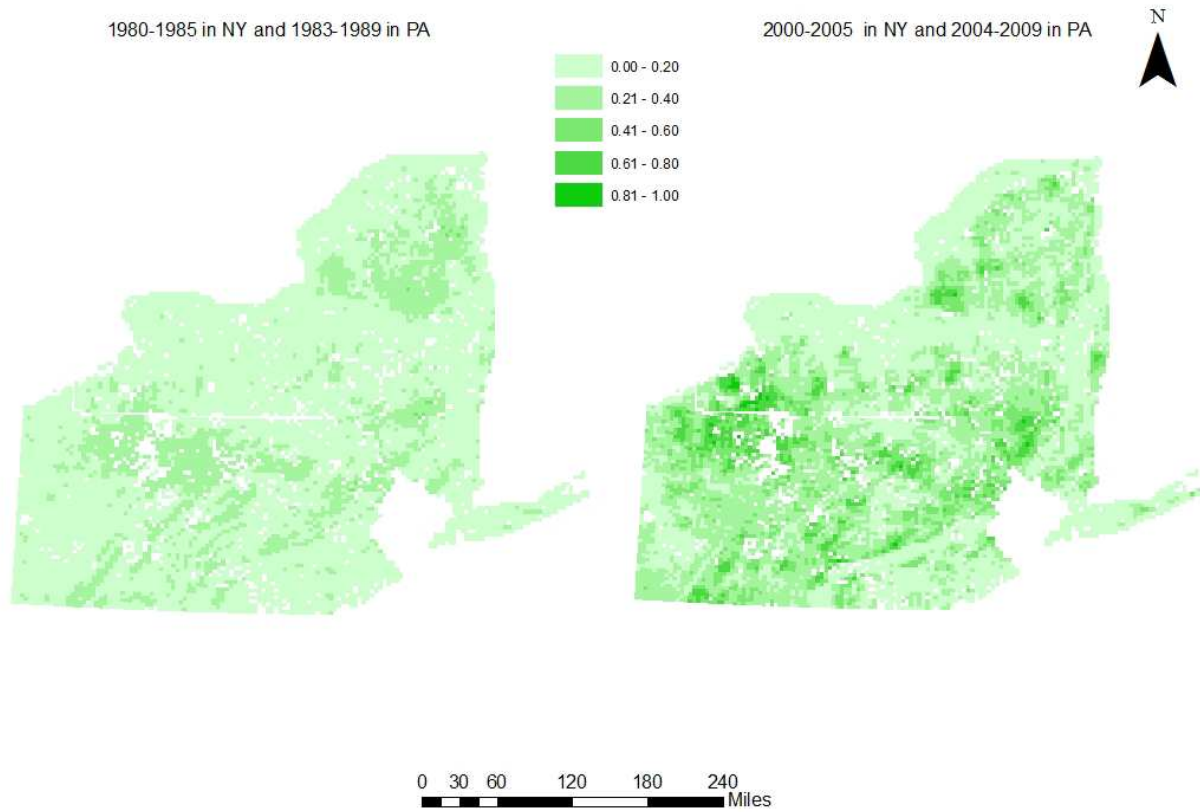 1980-1985 in NY and 1983-1989 in PA
2000-2005 in NY and 2004-2009 in PA
N
0.00 - 0.20
0.21 - 0.40
0.41 - 0.60
0.61 - 0.80
0.81 - 1.00
0 30 60 120 180 240
Miles